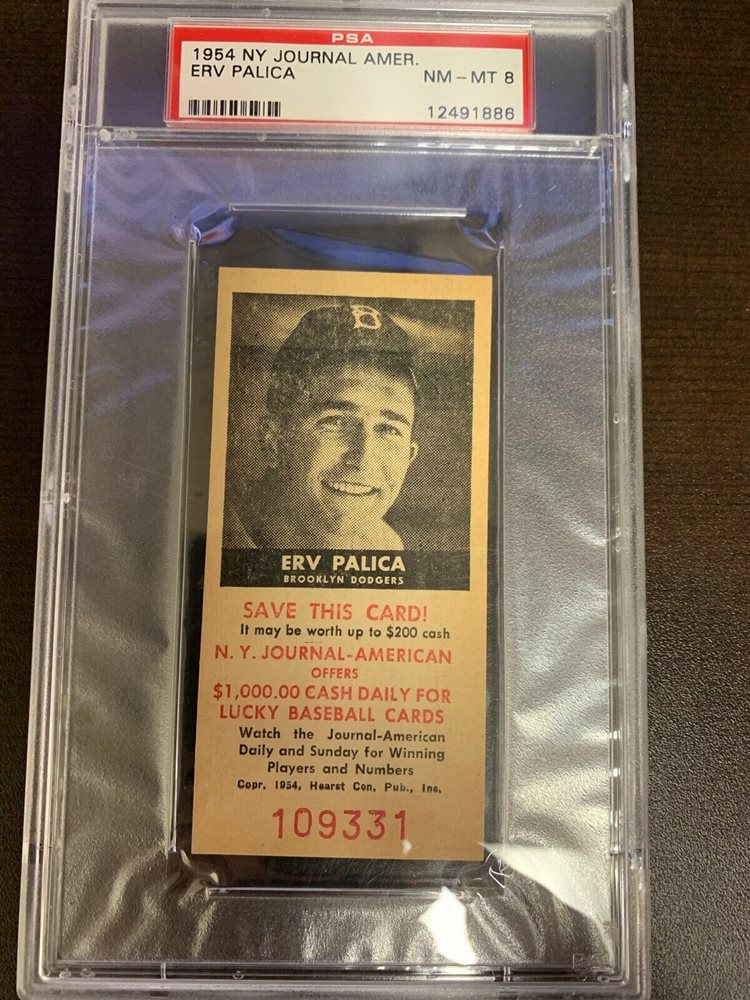 PSA
1954 NY JOURNAL AMER.
ERV PALICA NM - MT 8
12491886
B
ERV PALICA
BROOKLYN DODGERS
SAVE THIS CARD!
It may be worth up to $200 cash
N. Y. JOURNAL-AMERICAN
OFFERS
$1,000.00 CASH DAILY FOR
LUCKY BASEBALL CARDS
Watch the Journal-American
Daily and Sunday for Winning
Players and Numbers
Copr. 1954, Hearst Con. Pub., Inc.
109331